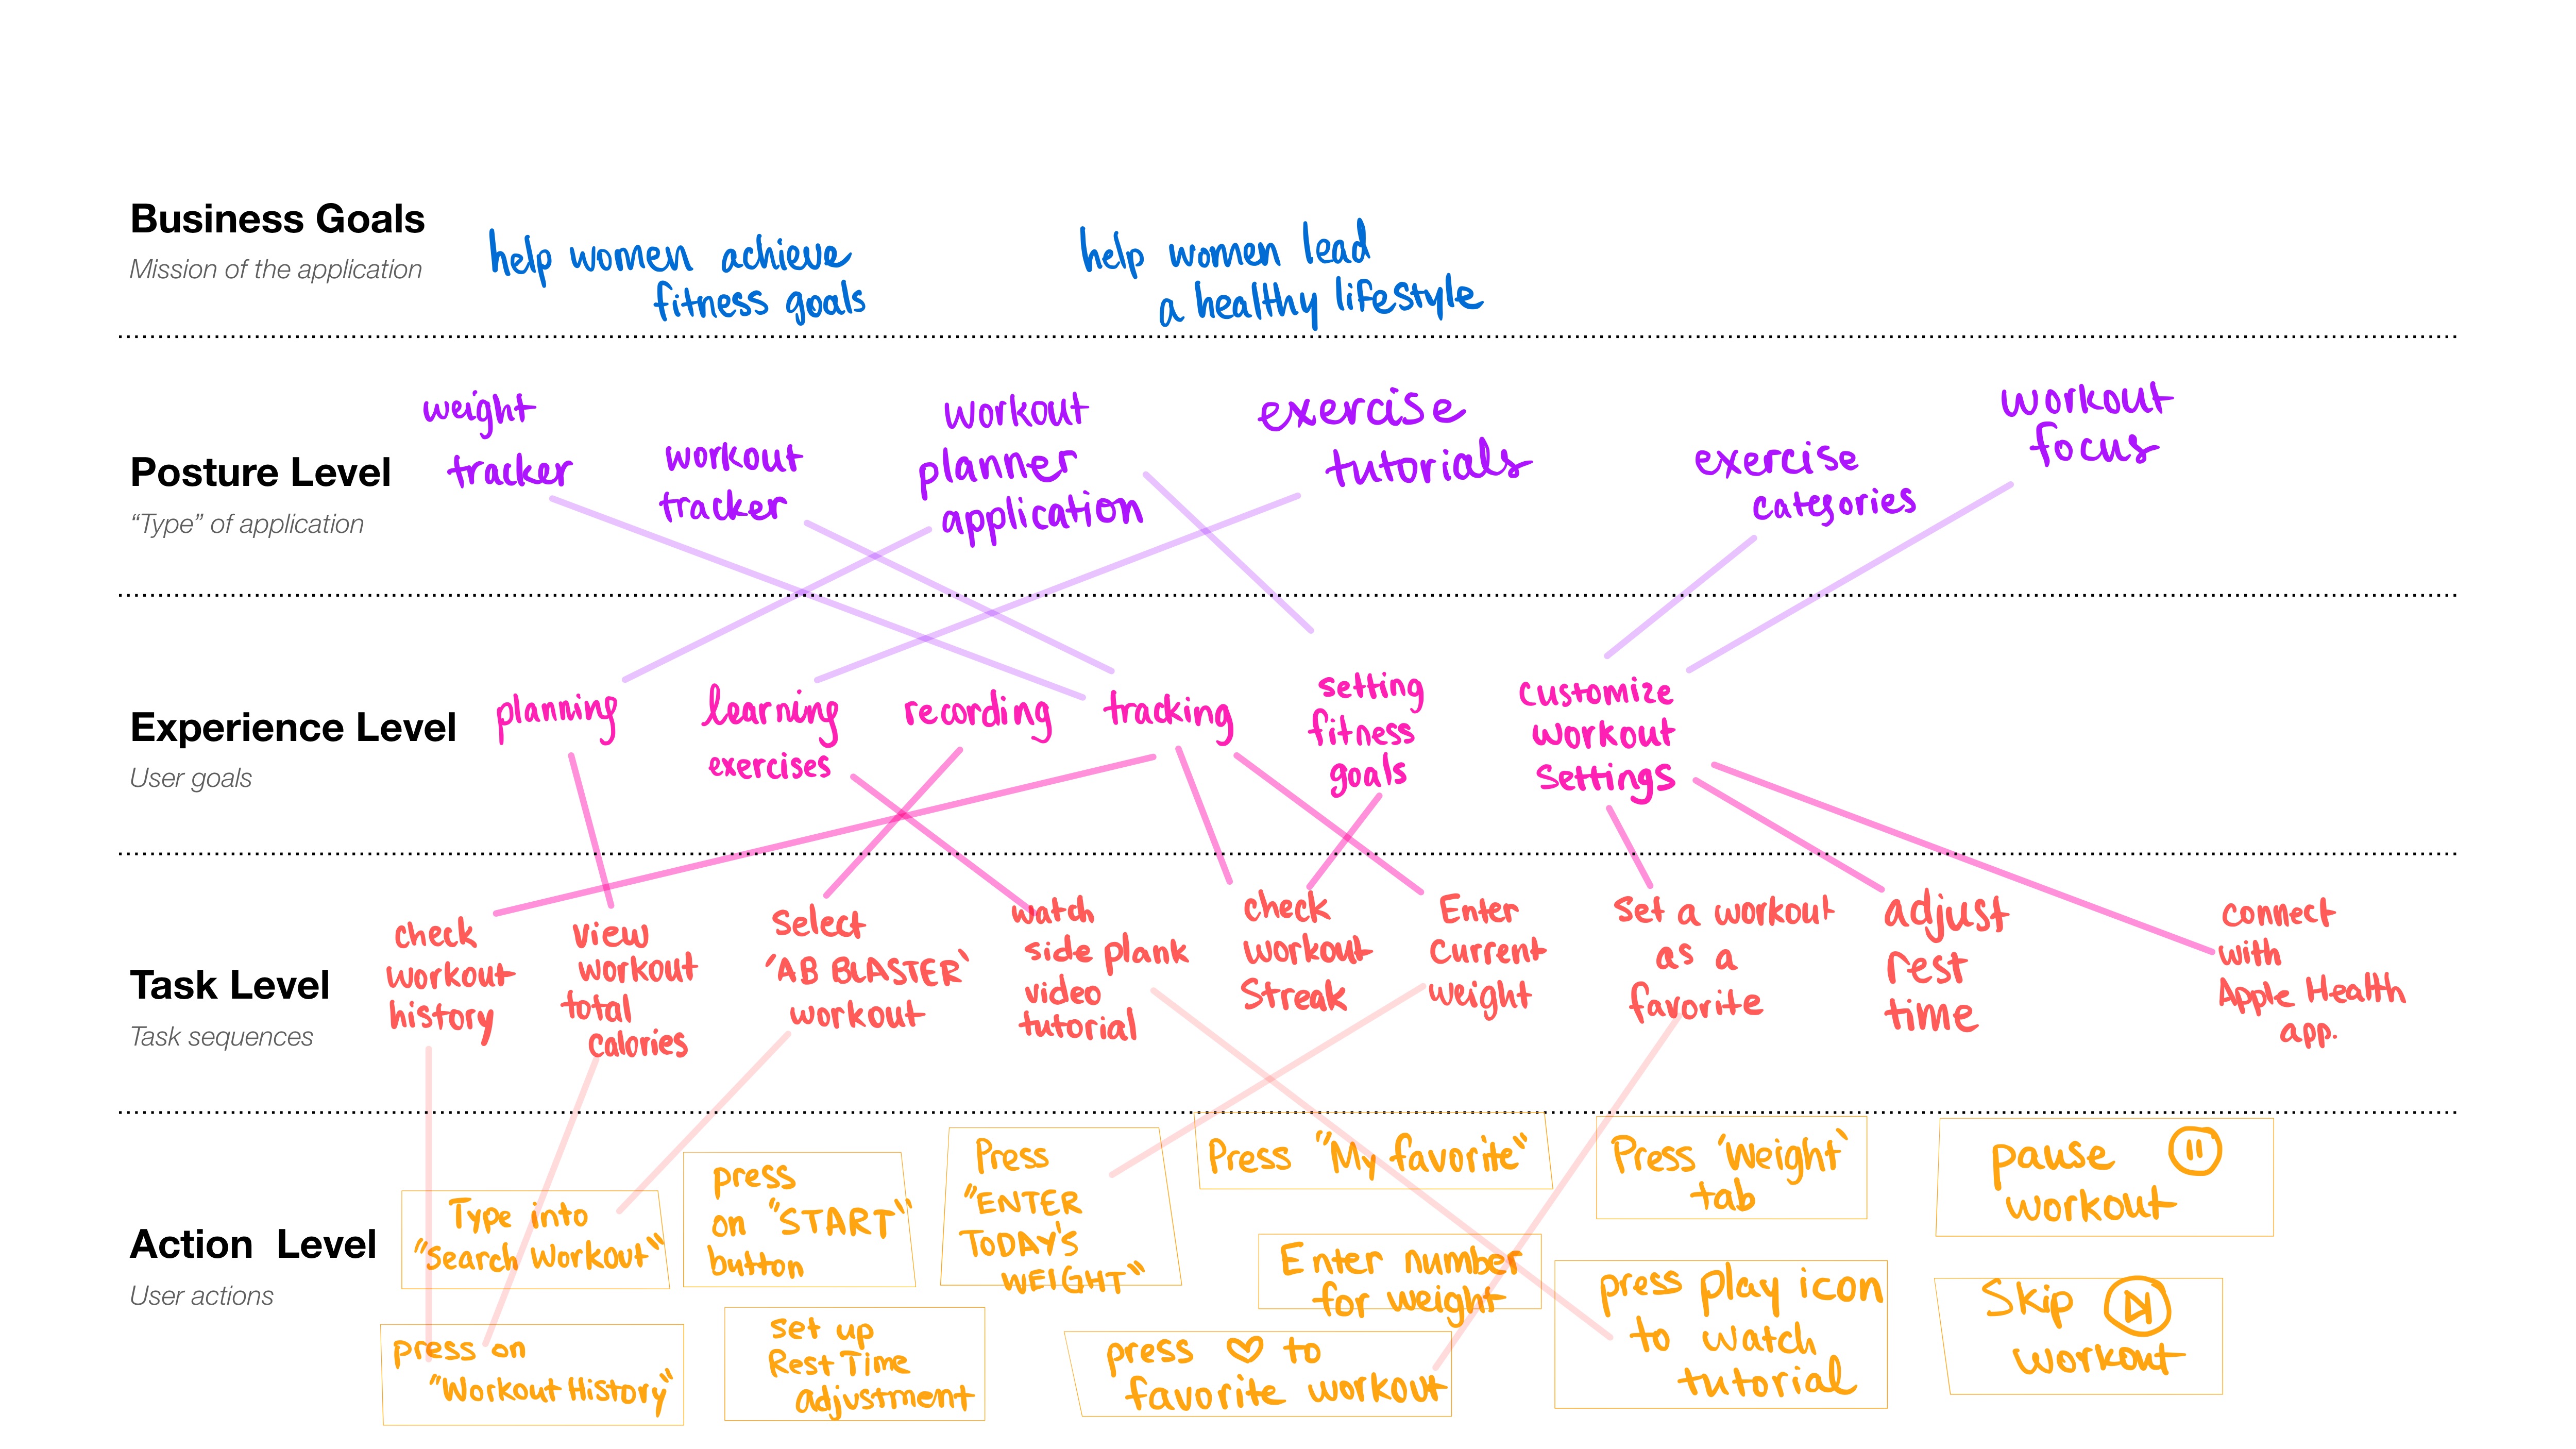 Business Goals
Mission of the application
help women achieve
fitness goals
help women lead
a healthy lifestyle
Posture Level
“Type” of application
weight
tracker
workout
tracker
workout
planner
application
exercise
tutorials
exercise
categories
workout
focus
Experience Level
User goals
planning
learning
exercises
recording
tracking
setting
fitness
goals
customize
workout
settings
Task Level
Task sequences
check
workout
history
view
workout
total
calories
Select
'AB BLASTER'
workout
watch
side plank
video
tutorial
check
workout
Streak
Enter
current
weight
Set a workout
as a
favorite
adjust
rest
time
connect
with
Apple Health
app.
Action Level
User actions
Type into
"Search Workout"
press on
"Workout History"
press
on "START"
button
set up
Rest Time
adjustment
Press
"ENTER
TODAY'S
WEIGHT"
Press "My favorite"
Enter number
for weight
press ♡ to
favorite workout
Press 'Weight'
tab
press play icon
to watch
tutorial
pause
workout
Skip
workout